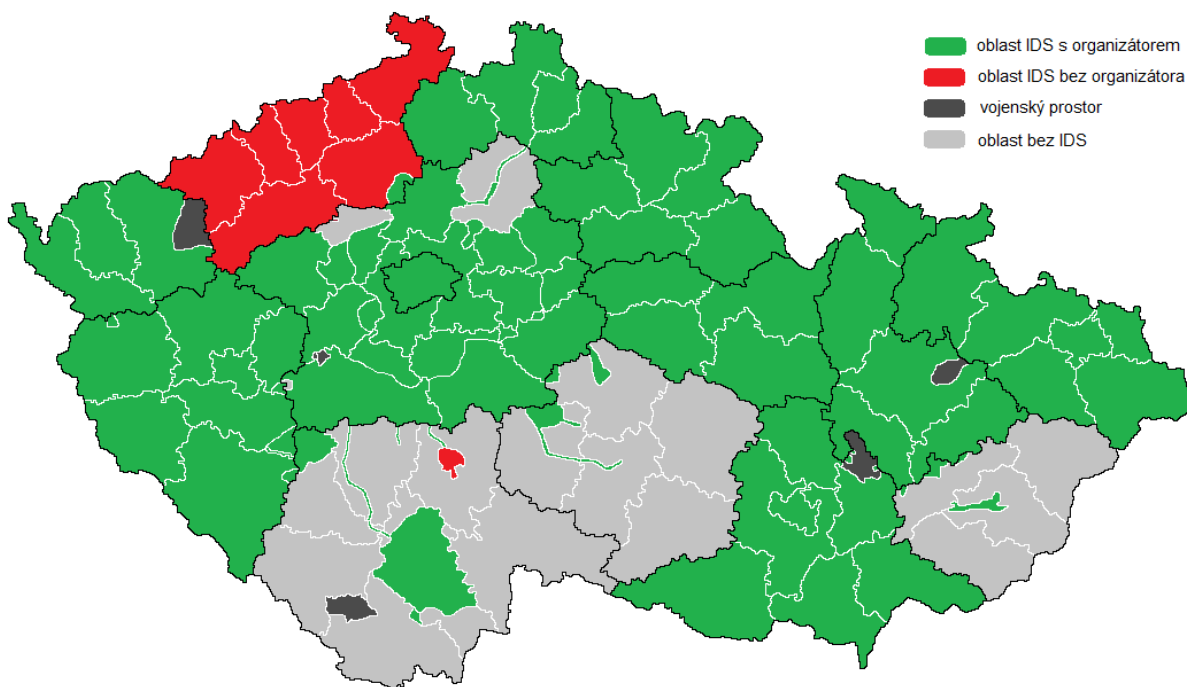 oblast IDS s organizátorem
oblast IDS bez organizátora
vojenský prostor
oblast bez IDS